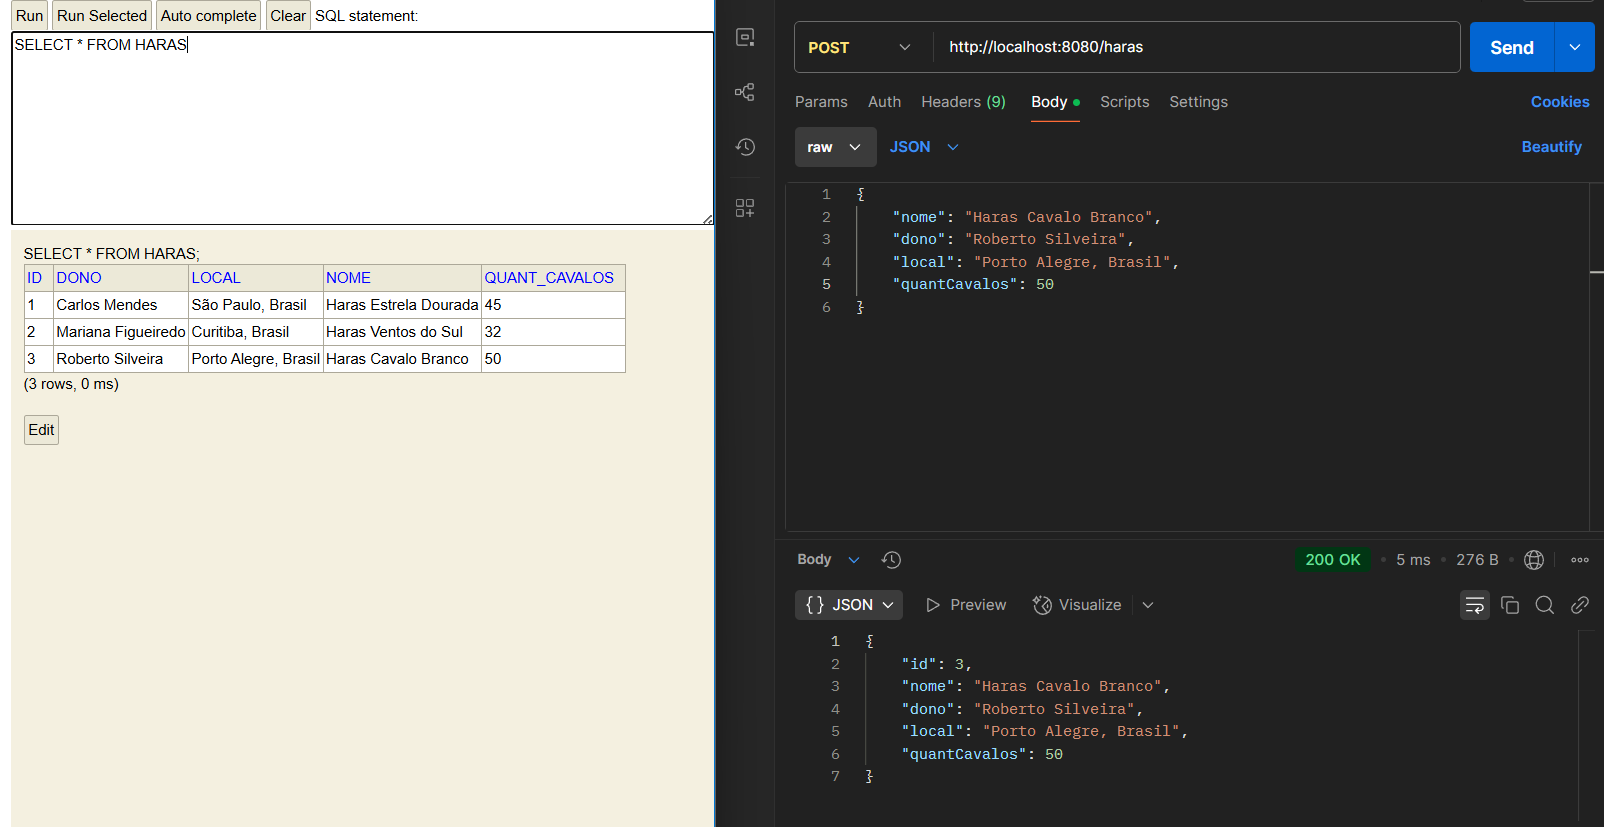 Run Run Selected Auto complete Clear SQL statement:
SELECT * FROM HARAS
SELECT * FROM HARAS;
ID DONO LOCAL NOME QUANT_CAVALOS
1 Carlos Mendes São Paulo, Brasil Haras Estrela Dourada 45
2 Mariana Figueiredo Curitiba, Brasil Haras Ventos do Sul 32
3 Roberto Silveira Porto Alegre, Brasil Haras Cavalo Branco 50
(3 rows, 0 ms)
Edit
POST http://localhost:8080/haras Send
Params Auth Headers (9) Body Scripts Settings Cookies
raw JSON Beautify
1 {
2 "nome": "Haras Cavalo Branco",
3 "dono": "Roberto Silveira",
4 "local": "Porto Alegre, Brasil",
5 "quantCavalos": 50
6 }
Body 200 OK • 5 ms • 276 B •
{} JSON Preview Visualize
1 {
2 "id": 3,
3 "nome": "Haras Cavalo Branco",
4 "dono": "Roberto Silveira",
5 "local": "Porto Alegre, Brasil",
6 "quantCavalos": 50
7 }